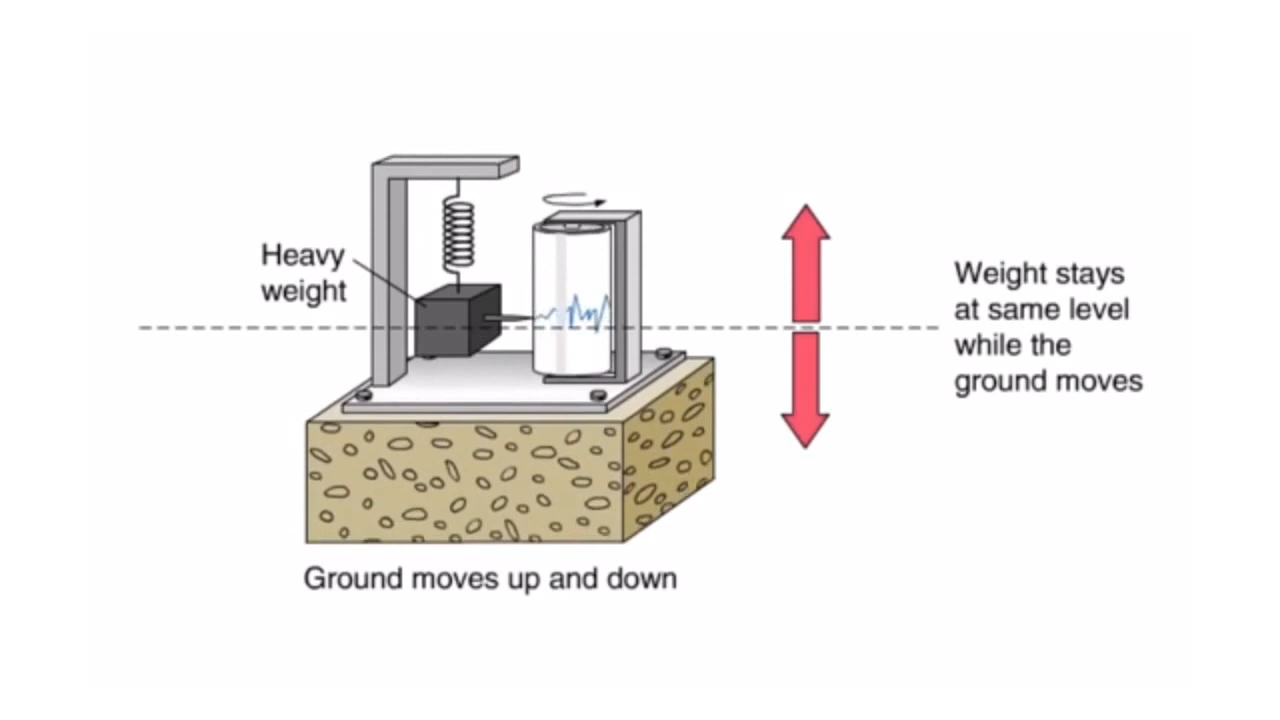 Heavy
weight
Weight stays
at same level
while the
ground moves
Ground moves up and down